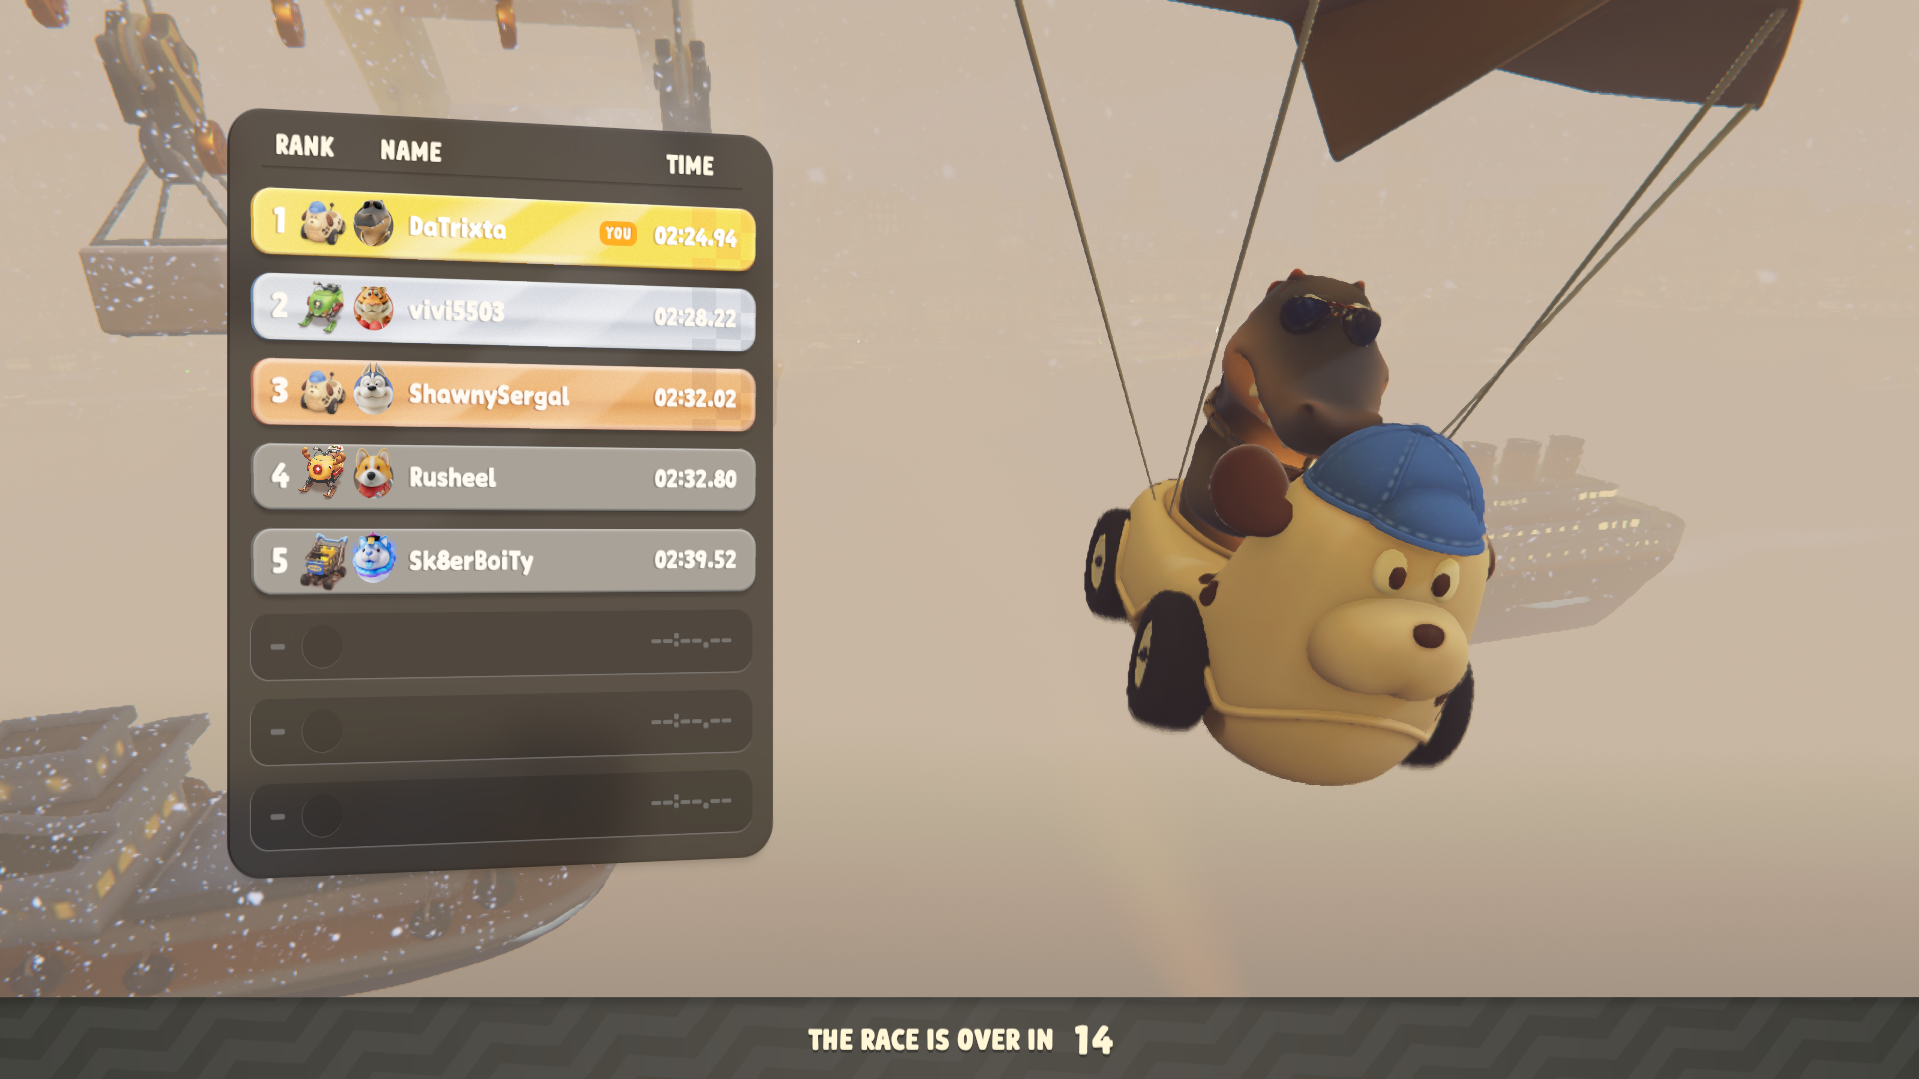 RANK NAME TIME
1 DaTrixta YOU 02:24.94
2 vivi5503 02:28.22
3 ShawnySergal 02:32.02
4 Rusheel 02:32.80
5 Sk8erBoiTy 02:39.52
- --:--.--
- --:--.--
- --:--.--
THE RACE IS OVER IN 14